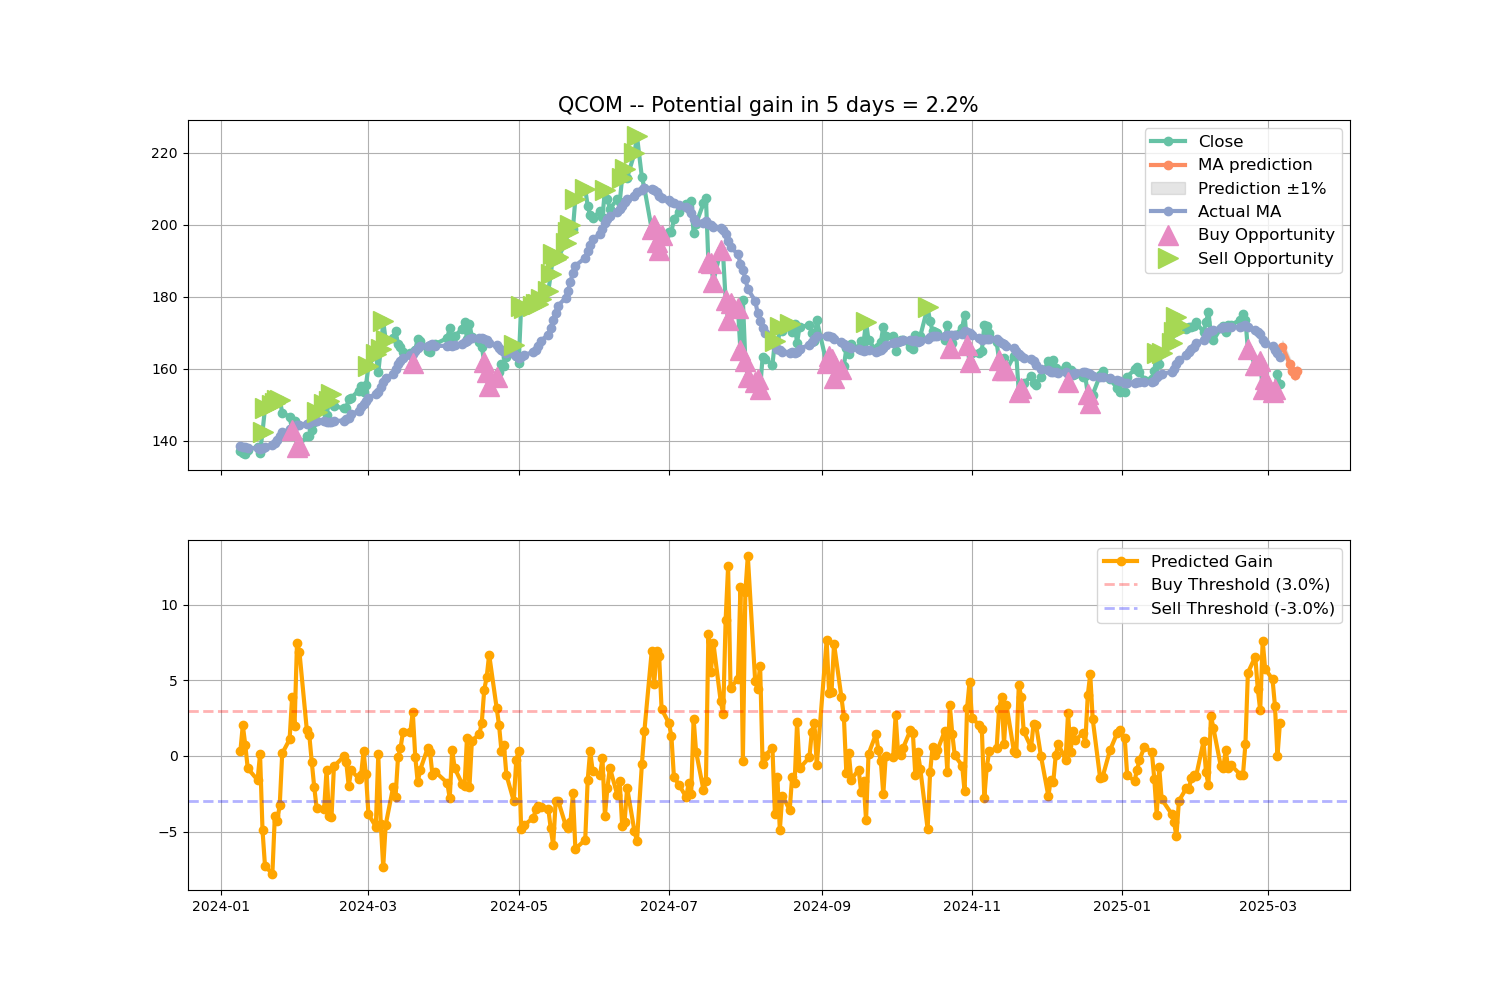 QCOM -- Potential gain in 5 days = 2.2%
220
200
180
160
140
Close
MA prediction
Prediction ±1%
Actual MA
Buy Opportunity
Sell Opportunity
10
5
0
−5
Predicted Gain
Buy Threshold (3.0%)
Sell Threshold (-3.0%)
2024-01
2024-03
2024-05
2024-07
2024-09
2024-11
2025-01
2025-03